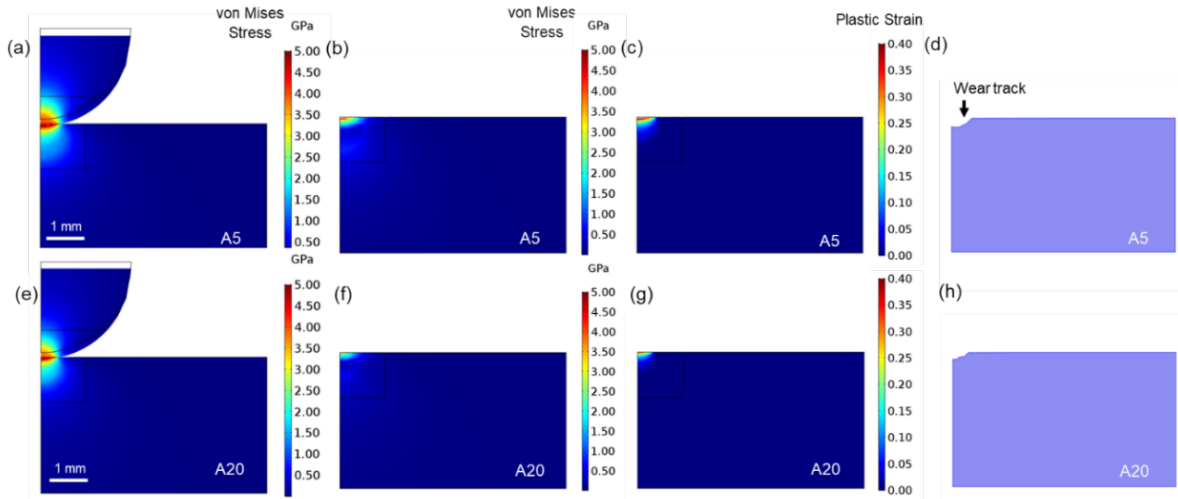 von Mises
Stress
GPa
von Mises
Stress
GPa
Plastic Strain
(a)
5.00
4.50
4.00
3.50
3.00
2.50
2.00
1.50
1.00
0.50
1 mm
A5
(b)
5.00
4.50
4.00
3.50
3.00
2.50
2.00
1.50
1.00
0.50
A5
(c)
0.40
0.35
0.30
0.25
0.20
0.15
0.10
0.05
0.00
A5
(d)
Wear track
A5
(e)
GPa
5.00
4.50
4.00
3.50
3.00
2.50
2.00
1.50
1.00
0.50
1 mm
A20
(f)
GPa
5.00
4.50
4.00
3.50
3.00
2.50
2.00
1.50
1.00
0.50
A20
(g)
0.40
0.35
0.30
0.25
0.20
0.15
0.10
0.05
0.00
A20
(h)
A20